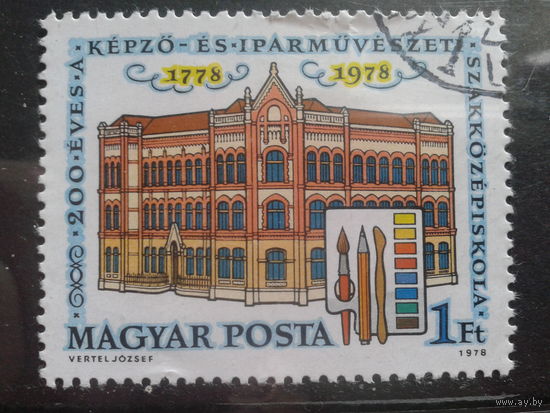 200 ÉVES A KÉPZŐ- ÉS IPARMŰVÉSZETI SZAKKÖZÉPISKOLA
1778 1978
MAGYAR POSTA 1Ft
VERTEL JÓZSEF 1978
www.ay.by